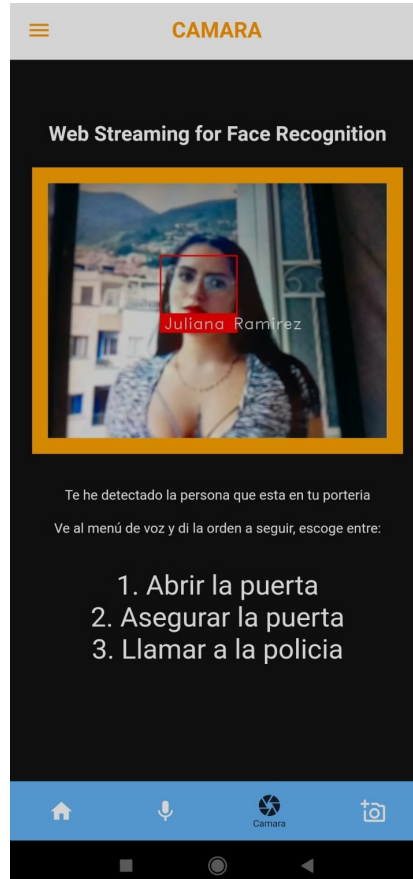 CAMARA
Web Streaming for Face Recognition
Juliana Ramirez
Te he detectado la persona que esta en tu porteria
Ve al menú de voz y di la orden a seguir, escoge entre:
1. Abrir la puerta
2. Asegurar la puerta
3. Llamar a la policia
Camara